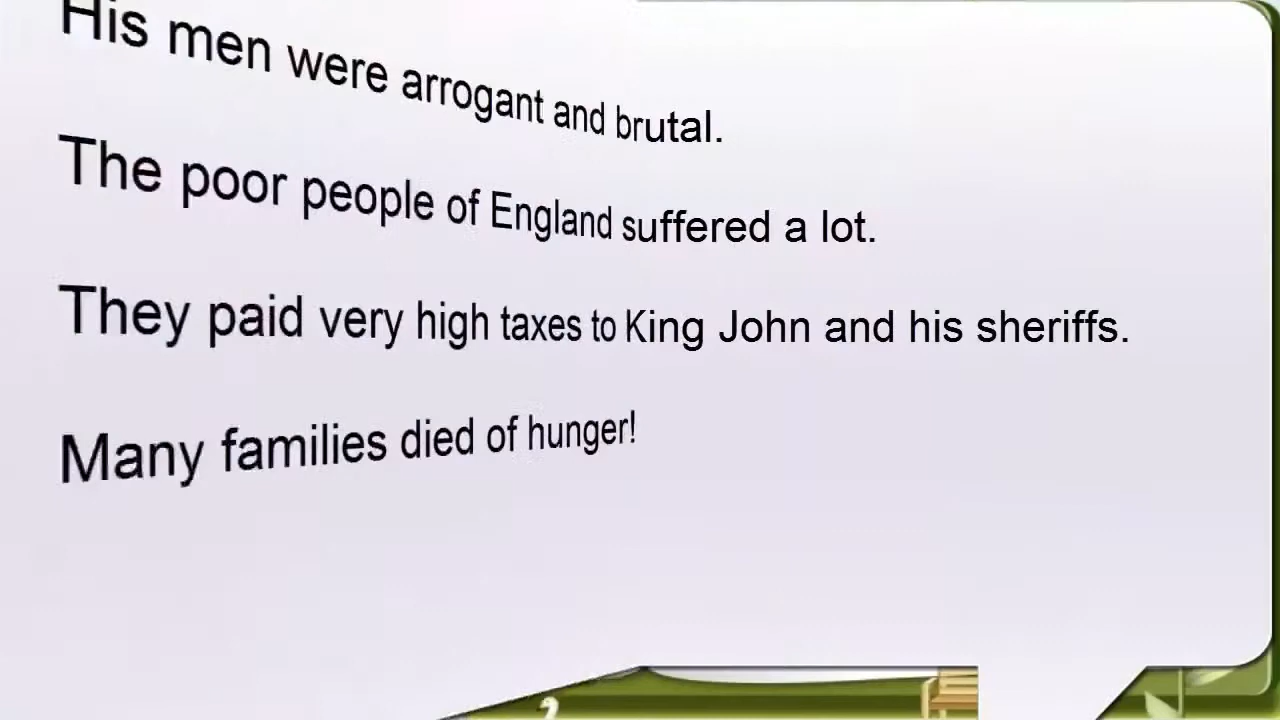 His men were arrogant and brutal.
The poor people of England suffered a lot.
They paid very high taxes to King John and his sheriffs.
Many families died of hunger!